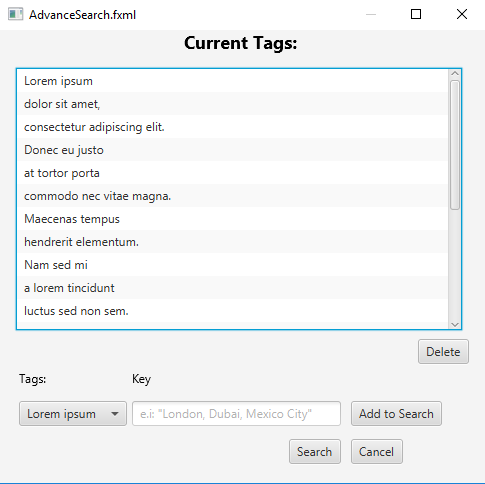 AdvanceSearch.fxml
Current Tags:
Lorem ipsum
dolor sit amet,
consectetur adipiscing elit.
Donec eu justo
at tortor porta
commodo nec vitae magna.
Maecenas tempus
hendrerit elementum.
Nam sed mi
a lorem tincidunt
luctus sed non sem.
Delete
Tags: Key
Lorem ipsum e.i: "London, Dubai, Mexico City" Add to Search
Search Cancel